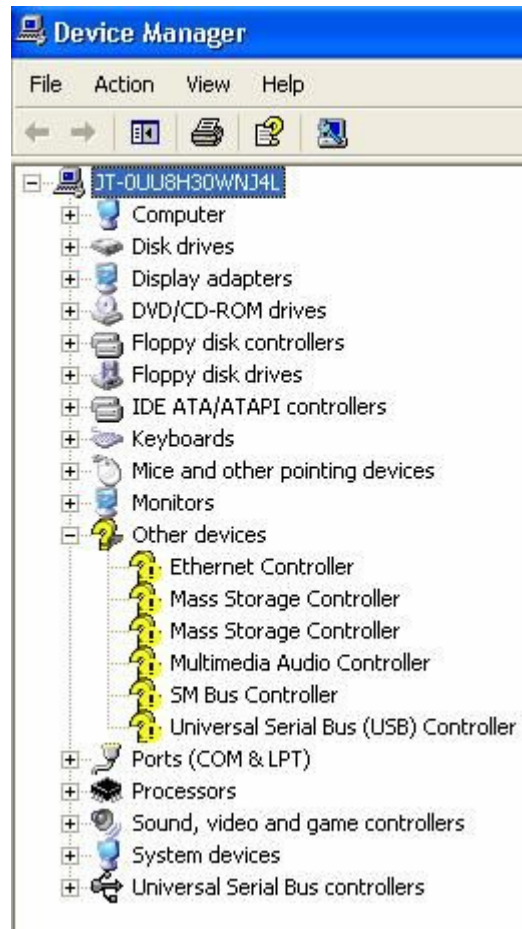 Device Manager
File Action View Help
JT-0UU8H30WNJ4L
Computer
Disk drives
Display adapters
DVD/CD-ROM drives
Floppy disk controllers
Floppy disk drives
IDE ATA/ATAPI controllers
Keyboards
Mice and other pointing devices
Monitors
Other devices
Ethernet Controller
Mass Storage Controller
Mass Storage Controller
Multimedia Audio Controller
SM Bus Controller
Universal Serial Bus (USB) Controller
Ports (COM & LPT)
Processors
Sound, video and game controllers
System devices
Universal Serial Bus controllers